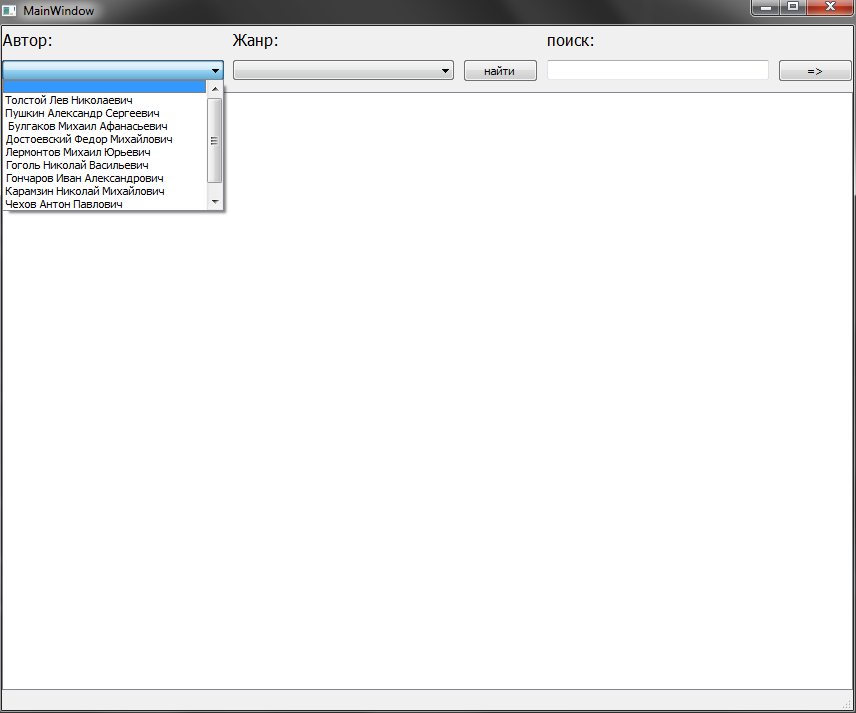 MainWindow
Автор: Жанр: поиск:
найти =>
Толстой Лев Николаевич
Пушкин Александр Сергеевич
Булгаков Михаил Афанасьевич
Достоевский Федор Михайлович
Лермонтов Михаил Юрьевич
Гоголь Николай Васильевич
Гончаров Иван Александрович
Карамзин Николай Михайлович
Чехов Антон Павлович